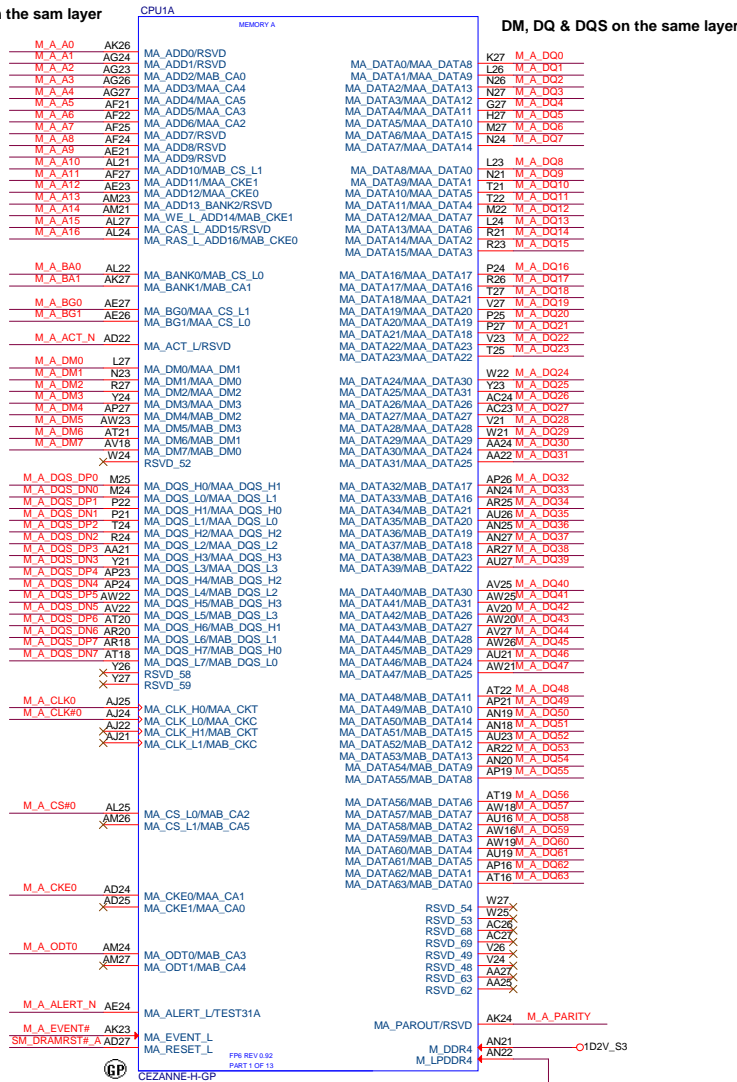 n the sam layer
CPU1A
MEMORY A
DM, DQ & DQS on the same layer
M_A_A0 AK26 MA_ADD0/RSVD
M_A_A1 AG24 MA_ADD1/RSVD
M_A_A2 AG23 MA_ADD2/MAB_CA0
M_A_A3 AG26 MA_ADD3/MAA_CA4
M_A_A4 AG27 MA_ADD4/MAA_CA5
M_A_A5 AF21 MA_ADD5/MAA_CA3
M_A_A6 AF22 MA_ADD6/MAA_CA2
M_A_A7 AF25 MA_ADD7/RSVD
M_A_A8 AF24 MA_ADD8/RSVD
M_A_A9 AE21 MA_ADD9/RSVD
M_A_A10 AL21 MA_ADD10/MAB_CS_L1
M_A_A11 AF27 MA_ADD11/MAA_CKE1
M_A_A12 AE23 MA_ADD12/MAA_CKE0
M_A_A13 AM23 MA_ADD13_BANK2/RSVD
M_A_A14 AM21 MA_WE_L_ADD14/MAB_CKE1
M_A_A15 AL27 MA_CAS_L_ADD15/RSVD
M_A_A16 AL24 MA_RAS_L_ADD16/MAB_CKE0
M_A_BA0 AL22 MA_BANK0/MAB_CS_L0
M_A_BA1 AK27 MA_BANK1/MAB_CA1
M_A_BG0 AE27 MA_BG0/MAA_CS_L1
M_A_BG1 AE26 MA_BG1/MAA_CS_L0
M_A_ACT_N AD22 MA_ACT_L/RSVD
M_A_DM0 L27 MA_DM0/MAA_DM1
M_A_DM1 N23 MA_DM1/MAA_DM0
M_A_DM2 R27 MA_DM2/MAA_DM2
M_A_DM3 Y24 MA_DM3/MAA_DM3
M_A_DM4 AP27 MA_DM4/MAB_DM2
M_A_DM5 AW23 MA_DM5/MAB_DM3
M_A_DM6 AT21 MA_DM6/MAB_DM1
M_A_DM7 AV18 MA_DM7/MAB_DM0
W24 RSVD_52
M_A_DQS_DP0 M25 MA_DQS_H0/MAA_DQS_H1
M_A_DQS_DN0 M24 MA_DQS_L0/MAA_DQS_L1
M_A_DQS_DP1 P22 MA_DQS_H1/MAA_DQS_H0
M_A_DQS_DN1 P21 MA_DQS_L1/MAA_DQS_L0
M_A_DQS_DP2 T24 MA_DQS_H2/MAA_DQS_H2
M_A_DQS_DN2 R24 MA_DQS_L2/MAA_DQS_L2
M_A_DQS_DP3 AA21 MA_DQS_H3/MAA_DQS_H3
M_A_DQS_DN3 Y21 MA_DQS_L3/MAA_DQS_L3
M_A_DQS_DP4 AP23 MA_DQS_H4/MAB_DQS_H2
M_A_DQS_DN4 AP24 MA_DQS_L4/MAB_DQS_L2
M_A_DQS_DP5 AW22 MA_DQS_H5/MAB_DQS_H3
M_A_DQS_DN5 AV22 MA_DQS_L5/MAB_DQS_L3
M_A_DQS_DP6 AT20 MA_DQS_H6/MAB_DQS_H1
M_A_DQS_DN6 AR20 MA_DQS_L6/MAB_DQS_L1
M_A_DQS_DP7 AR18 MA_DQS_H7/MAB_DQS_H0
M_A_DQS_DN7 AT18 MA_DQS_L7/MAB_DQS_L0
Y26 RSVD_58
Y27 RSVD_59
M_A_CLK0 AJ25 MA_CLK_H0/MAA_CKT
M_A_CLK#0 AJ24 MA_CLK_L0/MAA_CKC
AJ22 MA_CLK_H1/MAB_CKT
AJ21 MA_CLK_L1/MAB_CKC
M_A_CS#0 AL25 MA_CS_L0/MAB_CA2
AM26 MA_CS_L1/MAB_CA5
M_A_CKE0 AD24 MA_CKE0/MAA_CA1
AD25 MA_CKE1/MAA_CA0
M_A_ODT0 AM24 MA_ODT0/MAB_CA3
AM27 MA_ODT1/MAB_CA4
M_A_ALERT_N AE24 MA_ALERT_L/TEST31A
M_A_EVENT# AK23 MA_EVENT_L
SM_DRAMRST#_A AD27 MA_RESET_L
MA_DATA0/MAA_DATA8 K27 M_A_DQ0
MA_DATA1/MAA_DATA9 L26 M_A_DQ1
MA_DATA2/MAA_DATA13 N26 M_A_DQ2
MA_DATA3/MAA_DATA12 N27 M_A_DQ3
MA_DATA4/MAA_DATA11 G27 M_A_DQ4
MA_DATA5/MAA_DATA10 H27 M_A_DQ5
MA_DATA6/MAA_DATA15 M27 M_A_DQ6
MA_DATA7/MAA_DATA14 N24 M_A_DQ7
MA_DATA8/MAA_DATA0 L23 M_A_DQ8
MA_DATA9/MAA_DATA1 N21 M_A_DQ9
MA_DATA10/MAA_DATA5 T21 M_A_DQ10
MA_DATA11/MAA_DATA4 T22 M_A_DQ11
MA_DATA12/MAA_DATA7 M22 M_A_DQ12
MA_DATA13/MAA_DATA6 L24 M_A_DQ13
MA_DATA14/MAA_DATA2 R21 M_A_DQ14
MA_DATA15/MAA_DATA3 R23 M_A_DQ15
MA_DATA16/MAA_DATA17 P24 M_A_DQ16
MA_DATA17/MAA_DATA16 R26 M_A_DQ17
MA_DATA18/MAA_DATA21 T27 M_A_DQ18
MA_DATA19/MAA_DATA20 V27 M_A_DQ19
MA_DATA20/MAA_DATA19 P25 M_A_DQ20
MA_DATA21/MAA_DATA18 P27 M_A_DQ21
MA_DATA22/MAA_DATA23 V23 M_A_DQ22
MA_DATA23/MAA_DATA22 T25 M_A_DQ23
MA_DATA24/MAA_DATA30 W22 M_A_DQ24
MA_DATA25/MAA_DATA31 Y23 M_A_DQ25
MA_DATA26/MAA_DATA26 AC24 M_A_DQ26
MA_DATA27/MAA_DATA27 AC23 M_A_DQ27
MA_DATA28/MAA_DATA28 V21 M_A_DQ28
MA_DATA29/MAA_DATA29 W21 M_A_DQ29
MA_DATA30/MAA_DATA24 AA24 M_A_DQ30
MA_DATA31/MAA_DATA25 AA22 M_A_DQ31
MA_DATA32/MAB_DATA17 AP26 M_A_DQ32
MA_DATA33/MAB_DATA16 AN24 M_A_DQ33
MA_DATA34/MAB_DATA21 AR25 M_A_DQ34
MA_DATA35/MAB_DATA20 AU26 M_A_DQ35
MA_DATA36/MAB_DATA19 AN25 M_A_DQ36
MA_DATA37/MAB_DATA18 AN27 M_A_DQ37
MA_DATA38/MAB_DATA23 AR27 M_A_DQ38
MA_DATA39/MAB_DATA22 AU27 M_A_DQ39
MA_DATA40/MAB_DATA30 AV25 M_A_DQ40
MA_DATA41/MAB_DATA31 AW25 M_A_DQ41
MA_DATA42/MAB_DATA26 AV20 M_A_DQ42
MA_DATA43/MAB_DATA27 AW20 M_A_DQ43
MA_DATA44/MAB_DATA28 AV27 M_A_DQ44
MA_DATA45/MAB_DATA29 AW26 M_A_DQ45
MA_DATA46/MAB_DATA24 AU21 M_A_DQ46
MA_DATA47/MAB_DATA25 AW21 M_A_DQ47
MA_DATA48/MAB_DATA11 AT22 M_A_DQ48
MA_DATA49/MAB_DATA10 AP21 M_A_DQ49
MA_DATA50/MAB_DATA14 AN19 M_A_DQ50
MA_DATA51/MAB_DATA15 AN18 M_A_DQ51
MA_DATA52/MAB_DATA12 AU23 M_A_DQ52
MA_DATA53/MAB_DATA13 AR22 M_A_DQ53
MA_DATA54/MAB_DATA9 AN20 M_A_DQ54
MA_DATA55/MAB_DATA8 AP19 M_A_DQ55
MA_DATA56/MAB_DATA6 AT19 M_A_DQ56
MA_DATA57/MAB_DATA7 AW18 M_A_DQ57
MA_DATA58/MAB_DATA2 AU16 M_A_DQ58
MA_DATA59/MAB_DATA3 AW16 M_A_DQ59
MA_DATA60/MAB_DATA4 AW19 M_A_DQ60
MA_DATA61/MAB_DATA5 AU19 M_A_DQ61
MA_DATA62/MAB_DATA1 AP16 M_A_DQ62
MA_DATA63/MAB_DATA0 AT16 M_A_DQ63
RSVD_54 W27
RSVD_53 W25
RSVD_68 AC26
RSVD_69 AC27
RSVD_49 V26
RSVD_48 V24
RSVD_63 AA27
RSVD_62 AA25
MA_PAROUT/RSVD AK24 M_A_PARITY
M_DDR4 AN21 1D2V_S3
M_LPDDR4 AN22
FP6 REV 0.92
PART 1 OF 13
GP
CEZANNE-H-GP